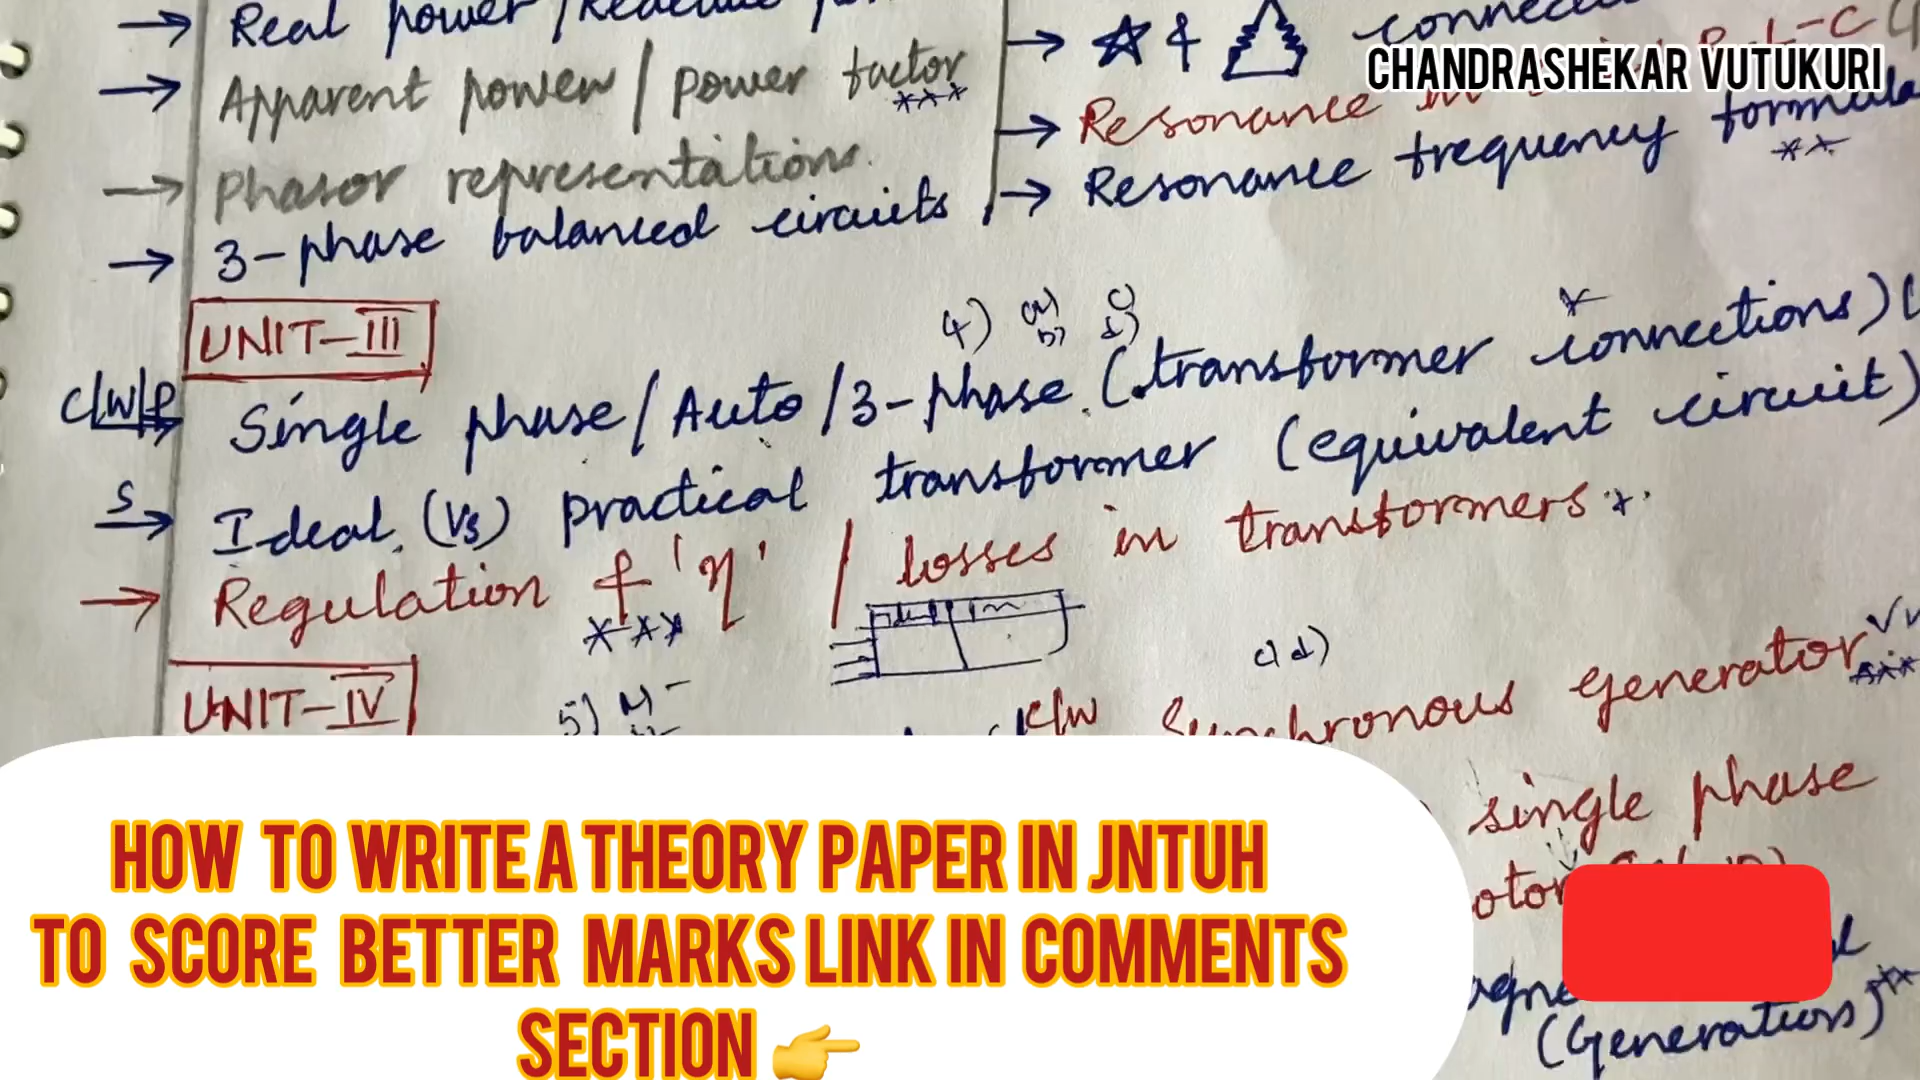 → Real power /
→ Apparent power / power factor ***
→ Phasor representations.
→ 3-phase balanced circuits
→ ☆ & △
CHANDRASHEKAR VUTUKURI
→ Resonance in R-L-C
→ Resonance frequency formula **
UNIT-III
4) a) b) c) d)
C/W/P → Single phase / Auto / 3-phase (transformer connections)
S → Ideal (Vs) practical transformer (equivalent circuit)
→ Regulation & 'η' / losses in transformers *
***
UNIT-IV
5)
c) d)
C/W Synchronous generator ***
single phase
(Generation) **
HOW TO WRITE A THEORY PAPER IN JNTUH
TO SCORE BETTER MARKS LINK IN COMMENTS
SECTION 👉